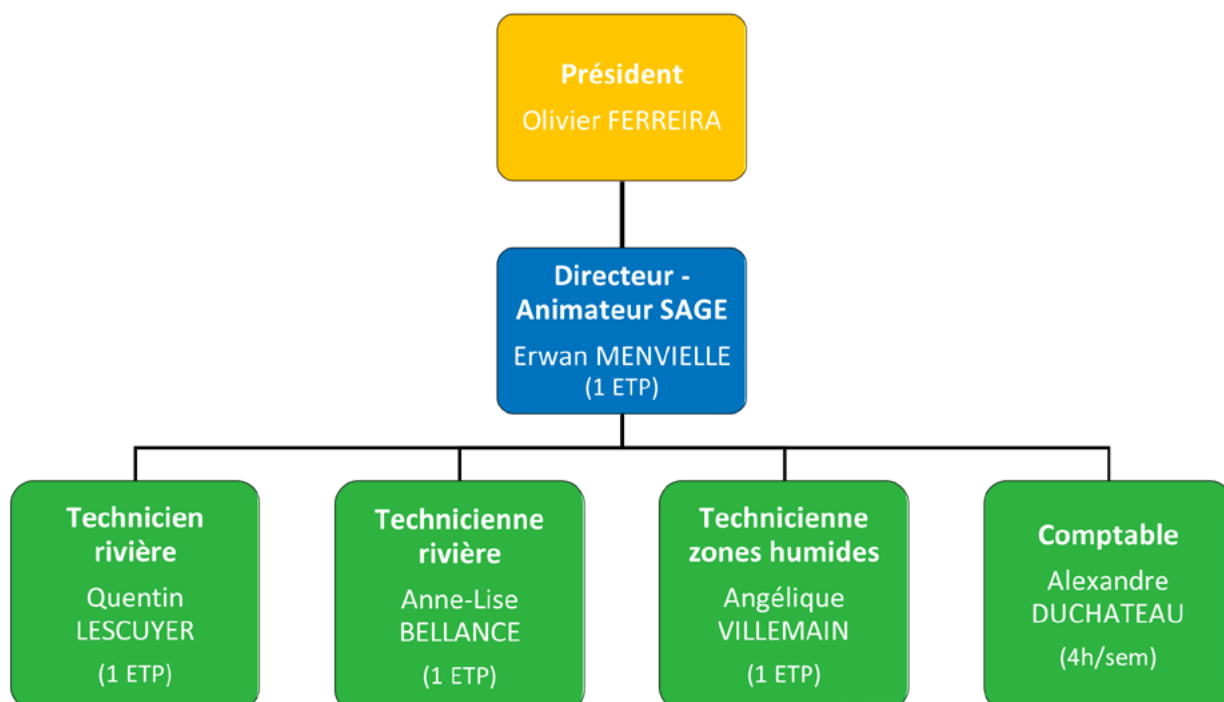 Président
Olivier FERREIRA
Directeur -
Animateur SAGE
Erwan MENVIELLE
(1 ETP)
Technicien
rivière
Quentin
LESCUYER
(1 ETP)
Technicienne
rivière
Anne-Lise
BELLANCE
(1 ETP)
Technicienne
zones humides
Angélique
VILLEMAIN
(1 ETP)
Comptable
Alexandre
DUCHATEAU
(4h/sem)